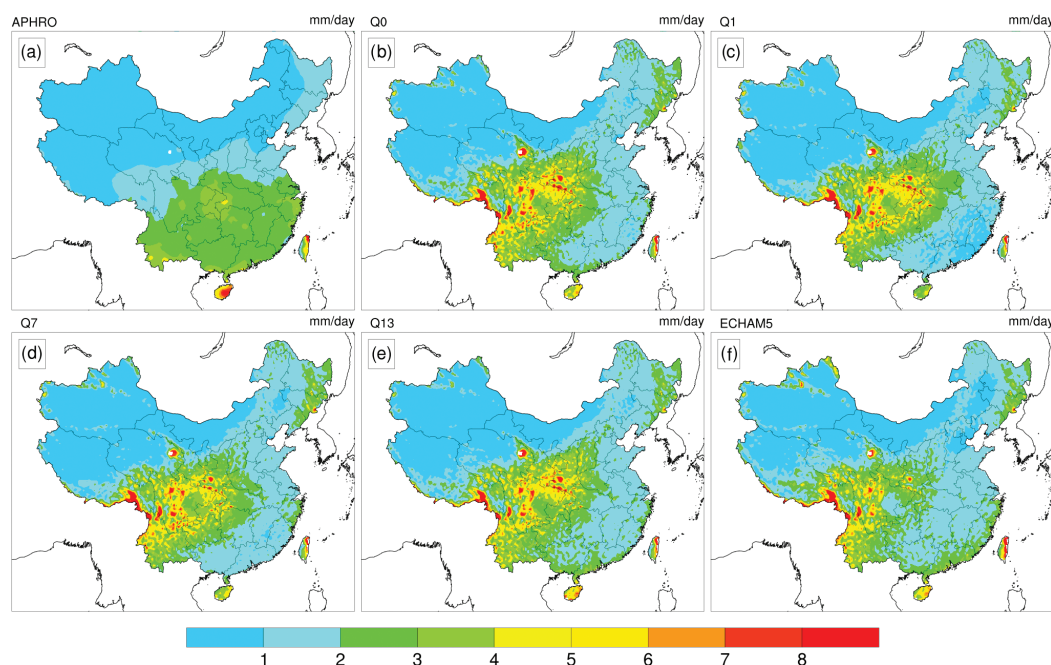 APHRO mm/day Q0 mm/day Q1 mm/day
(a) (b) (c)
Q7 mm/day Q13 mm/day ECHAM5 mm/day
(d) (e) (f)
1 2 3 4 5 6 7 8